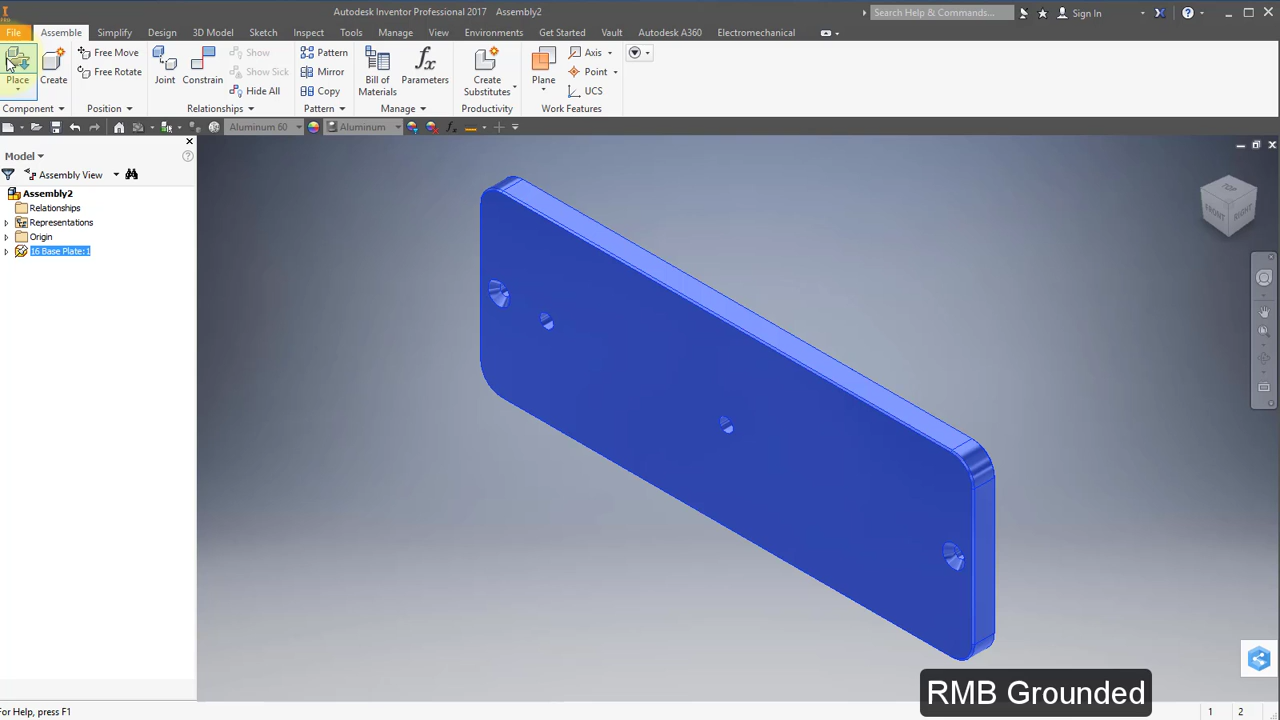 Autodesk Inventor Professional 2017 Assembly2
Search Help & Commands...
Sign In
File Assemble Simplify Design 3D Model Sketch Inspect Tools Manage View Environments Get Started Vault Autodesk A360 Electromechanical
Place
Create
Free Move
Free Rotate
Joint
Constrain
Show
Show Sick
Hide All
Pattern
Mirror
Copy
Bill of
Materials
Parameters
Create
Substitutes
Plane
Axis
Point
UCS
Component Position Relationships Pattern Manage Productivity Work Features
Aluminum 60 Aluminum
Model
Assembly View
Assembly2
Relationships
Representations
Origin
16 Base Plate:1
TOP
FRONT
RIGHT
RMB Grounded
For Help, press F1
1 2